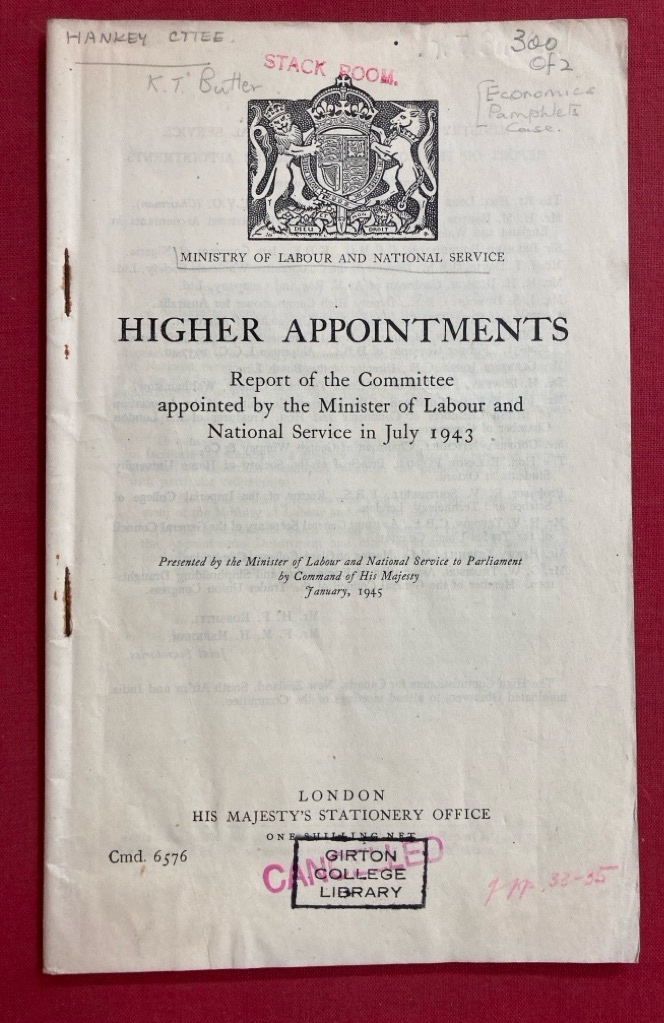 HANKEY CTTEE.
K.T. Butler
STACK ROOM.
300
Of2
Economics
Pamphlets
Case.
DIEU ET MON DROIT
MINISTRY OF LABOUR AND NATIONAL SERVICE
HIGHER APPOINTMENTS
Report of the Committee
appointed by the Minister of Labour and
National Service in July 1943
Presented by the Minister of Labour and National Service to Parliament
by Command of His Majesty
January, 1945
LONDON
HIS MAJESTY'S STATIONERY OFFICE
ONE SHILLING NET
Cmd. 6576
CANCELLED
GIRTON
COLLEGE
LIBRARY
pp. 33-35